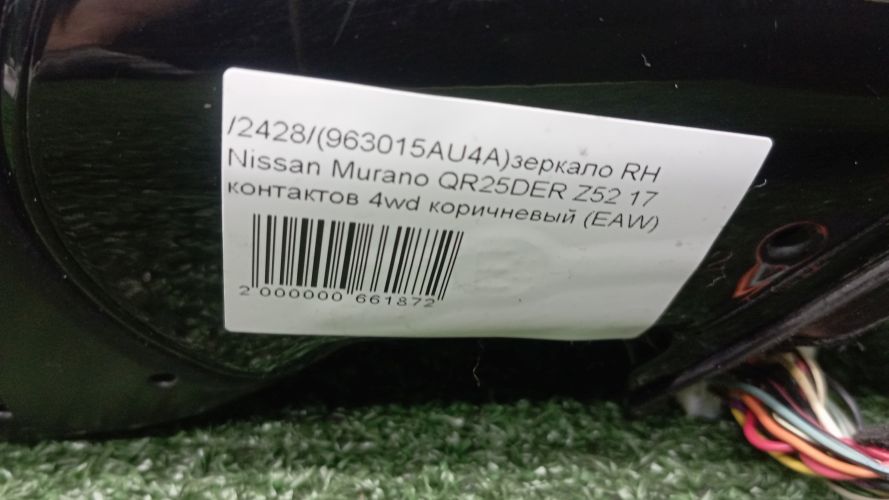 /2428/(963015AU4A)зеркало RH
Nissan Murano QR25DER Z52 17
контактов 4wd коричневый (EAW)
2 000000 661872